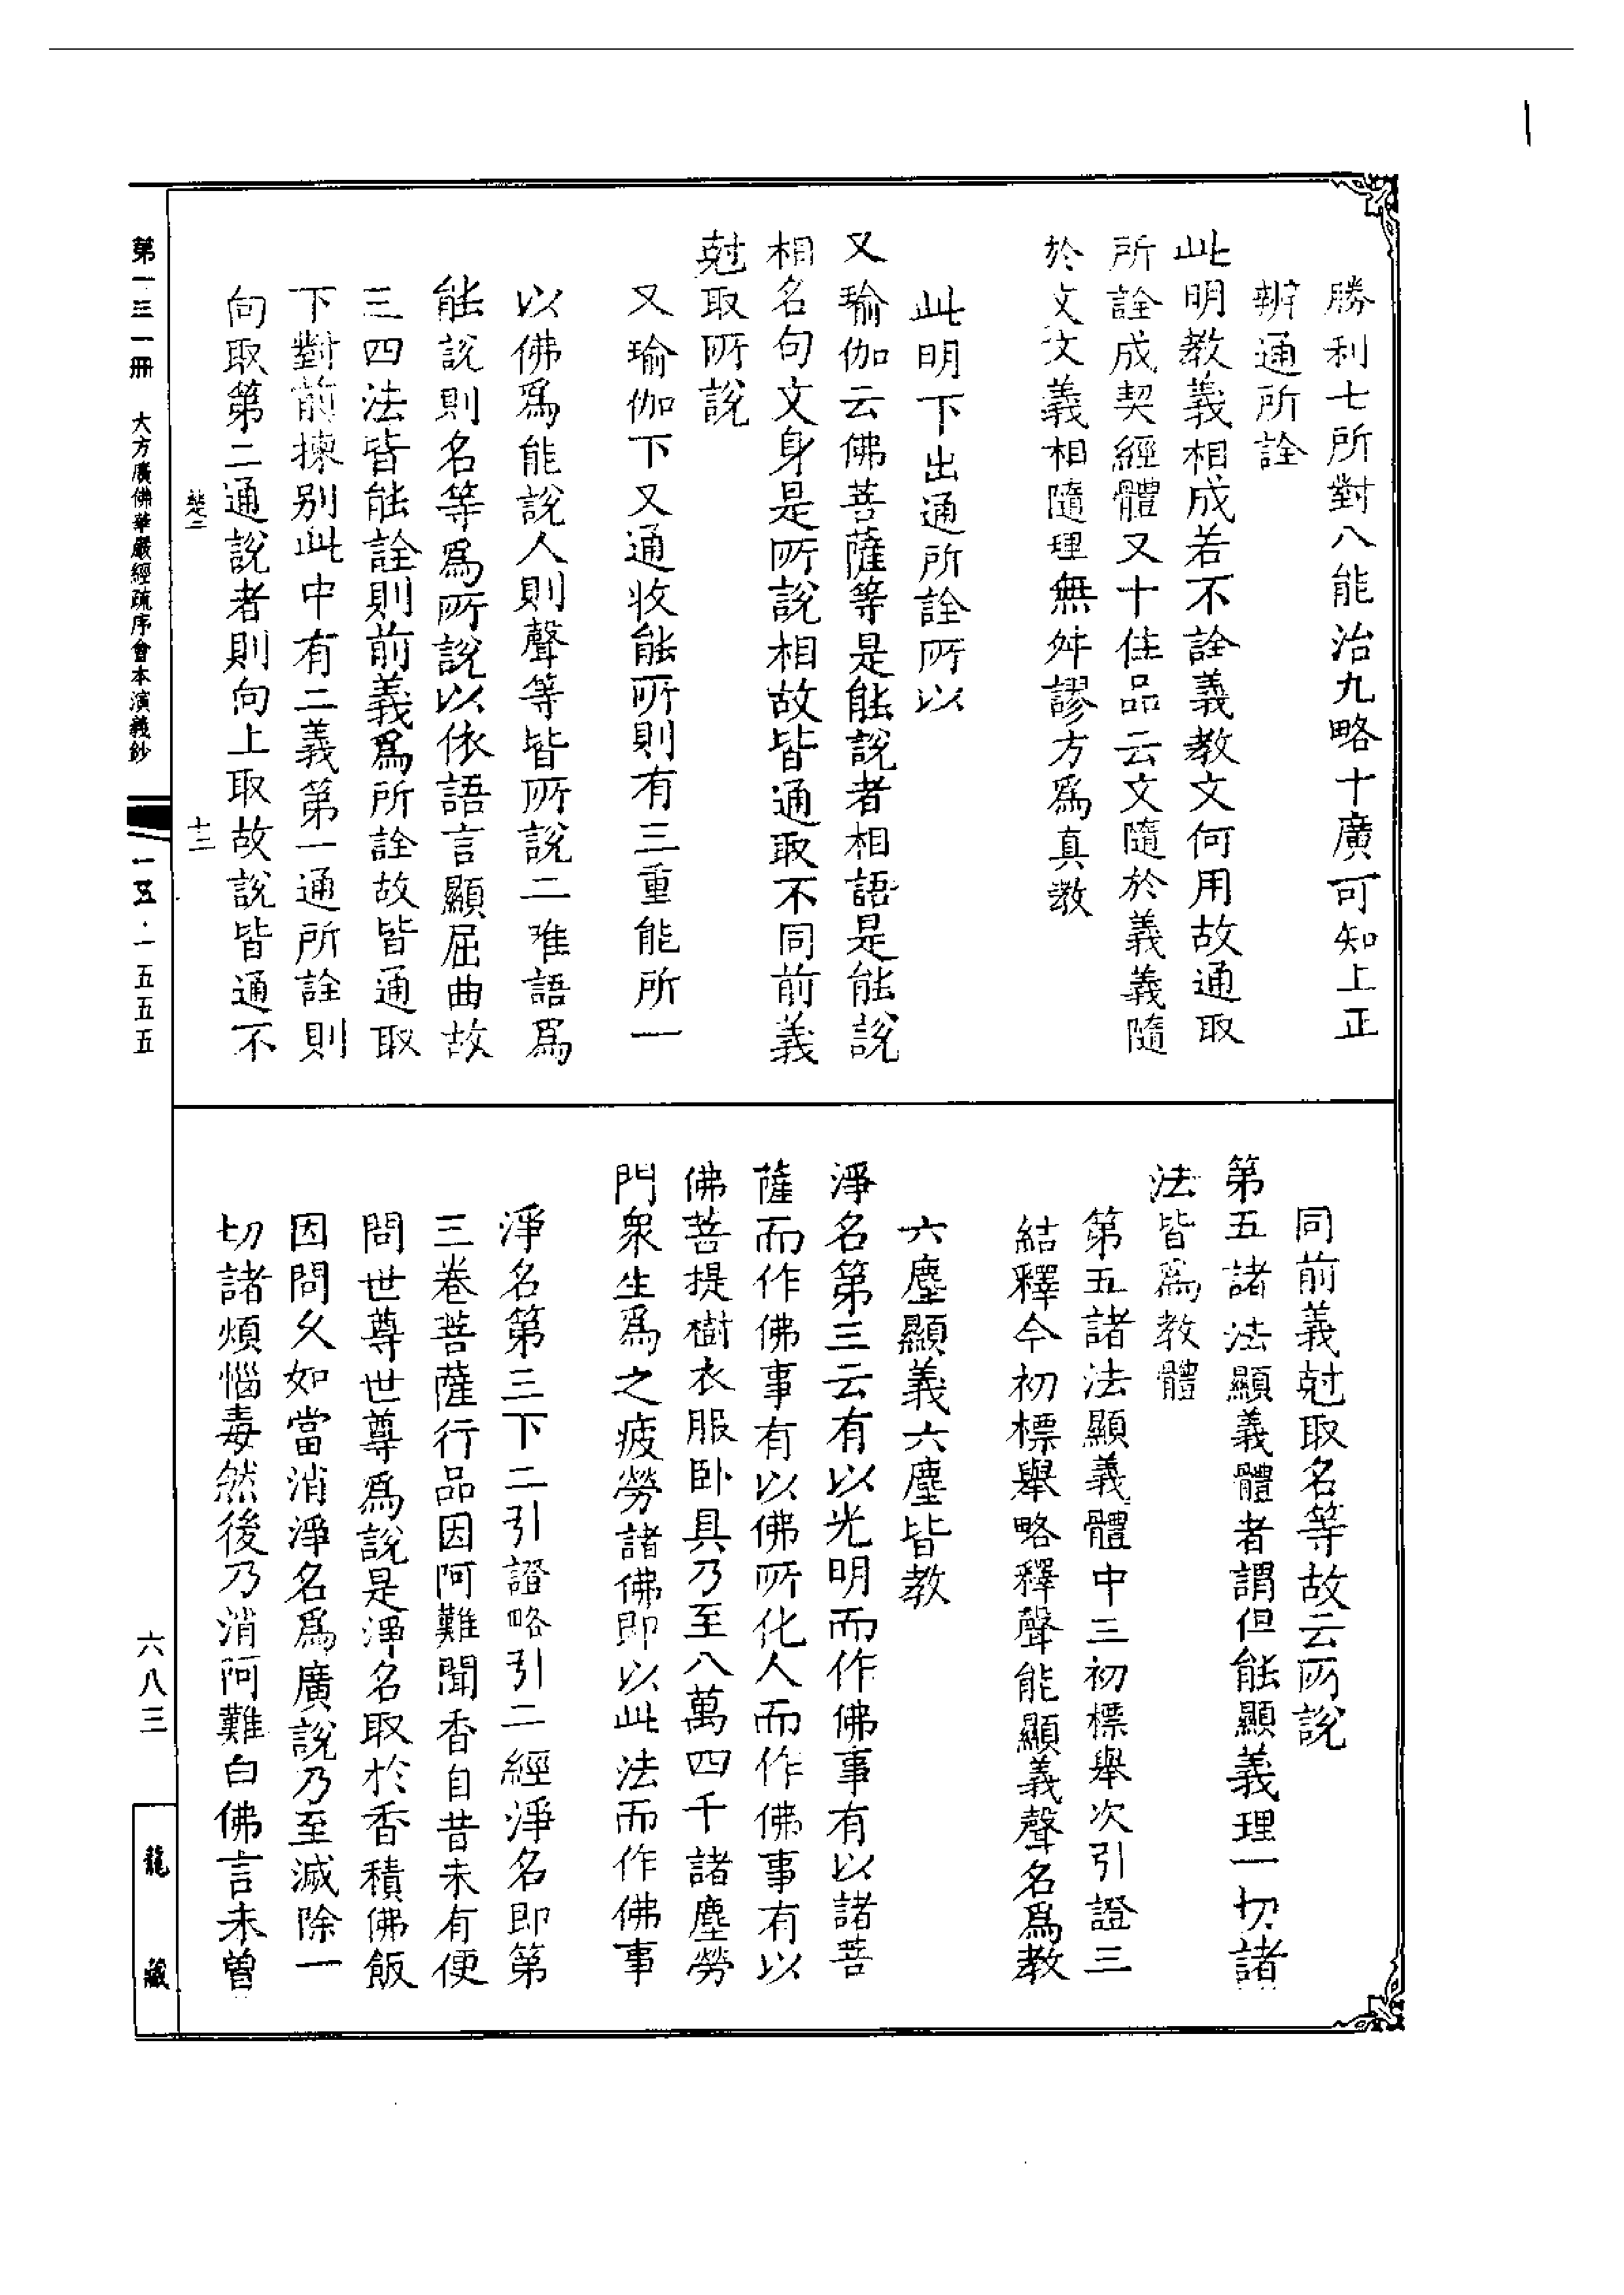 勝利七所對八能治九略十廣可知上正
辨通所詮
此明教義相成若不詮義教文何用故通取
所詮成契經體又十住品云文隨於義義隨
於文文義相隨理無舛謬方爲真教
此明下出通所詮所以
又瑜伽云佛菩薩等是能說者相語是能說
相名句文身是所說相故皆通取不同前義
剋取所說
又瑜伽下又通收能所則有三重能所一
以佛爲能說人則聲等皆所說二唯語爲
能說則名等爲所說以依語言顯屈曲故
三四法皆能詮則前義爲所詮故皆通取
下對前揀别此中有二義第一通所詮則
向取第二通說者則向上取故說皆通不
楚二
十三
同前義剋取名等故云所說
第五諸法顯義體者謂但能顯義理一切諸
法皆爲教體
第五諸法顯義體中三初標舉次引證三
結釋今初標舉略釋聲能顯義聲名爲教
六塵顯義六塵皆教
淨名第三云有以光明而作佛事有以諸菩
薩而作佛事有以佛所化人而作佛事有以
佛菩提樹衣服卧具乃至八萬四千諸塵勞
門衆生爲之疲勞諸佛即以此法而作佛事
淨名第三下二引證略引二經淨名即第
三卷菩薩行品因阿難聞香自昔未有便
問世尊世尊爲說是淨名取於香積佛飯
因問久如當消淨名爲廣說乃至滅除一
切諸煩惱毒然後乃消阿難白佛言未曾
第一三一冊
大方廣佛華嚴經疏序會本演義鈔
一五·一五五五
六八三
龍藏